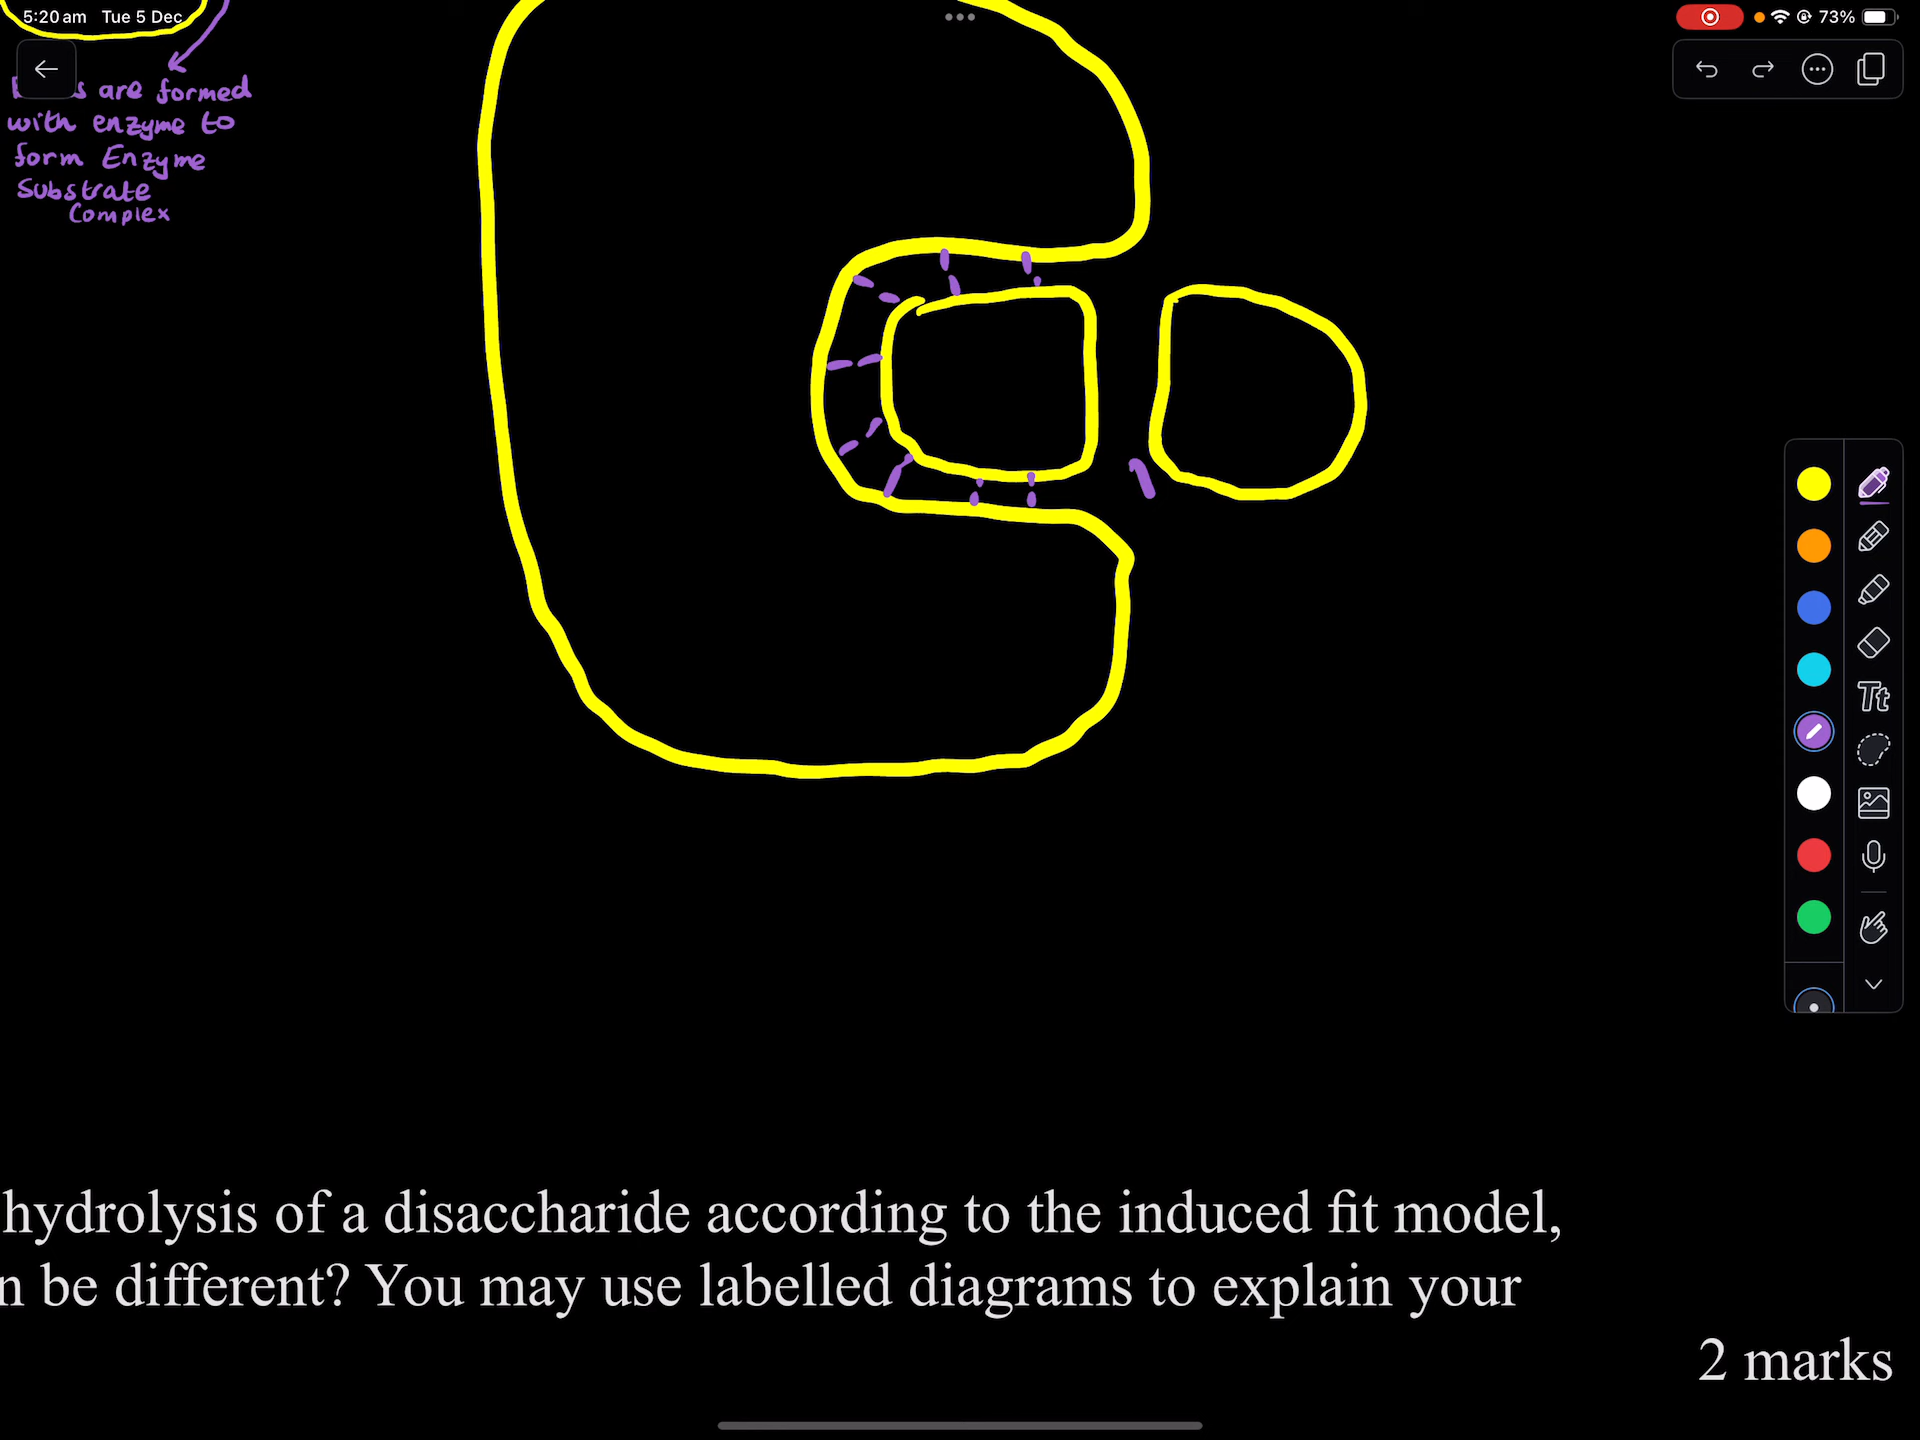 5:20 am Tue 5 Dec
73%
s are formed
with enzyme to
form Enzyme
Substrate
Complex
Tt
hydrolysis of a disaccharide according to the induced fit model,
n be different? You may use labelled diagrams to explain your
2 marks